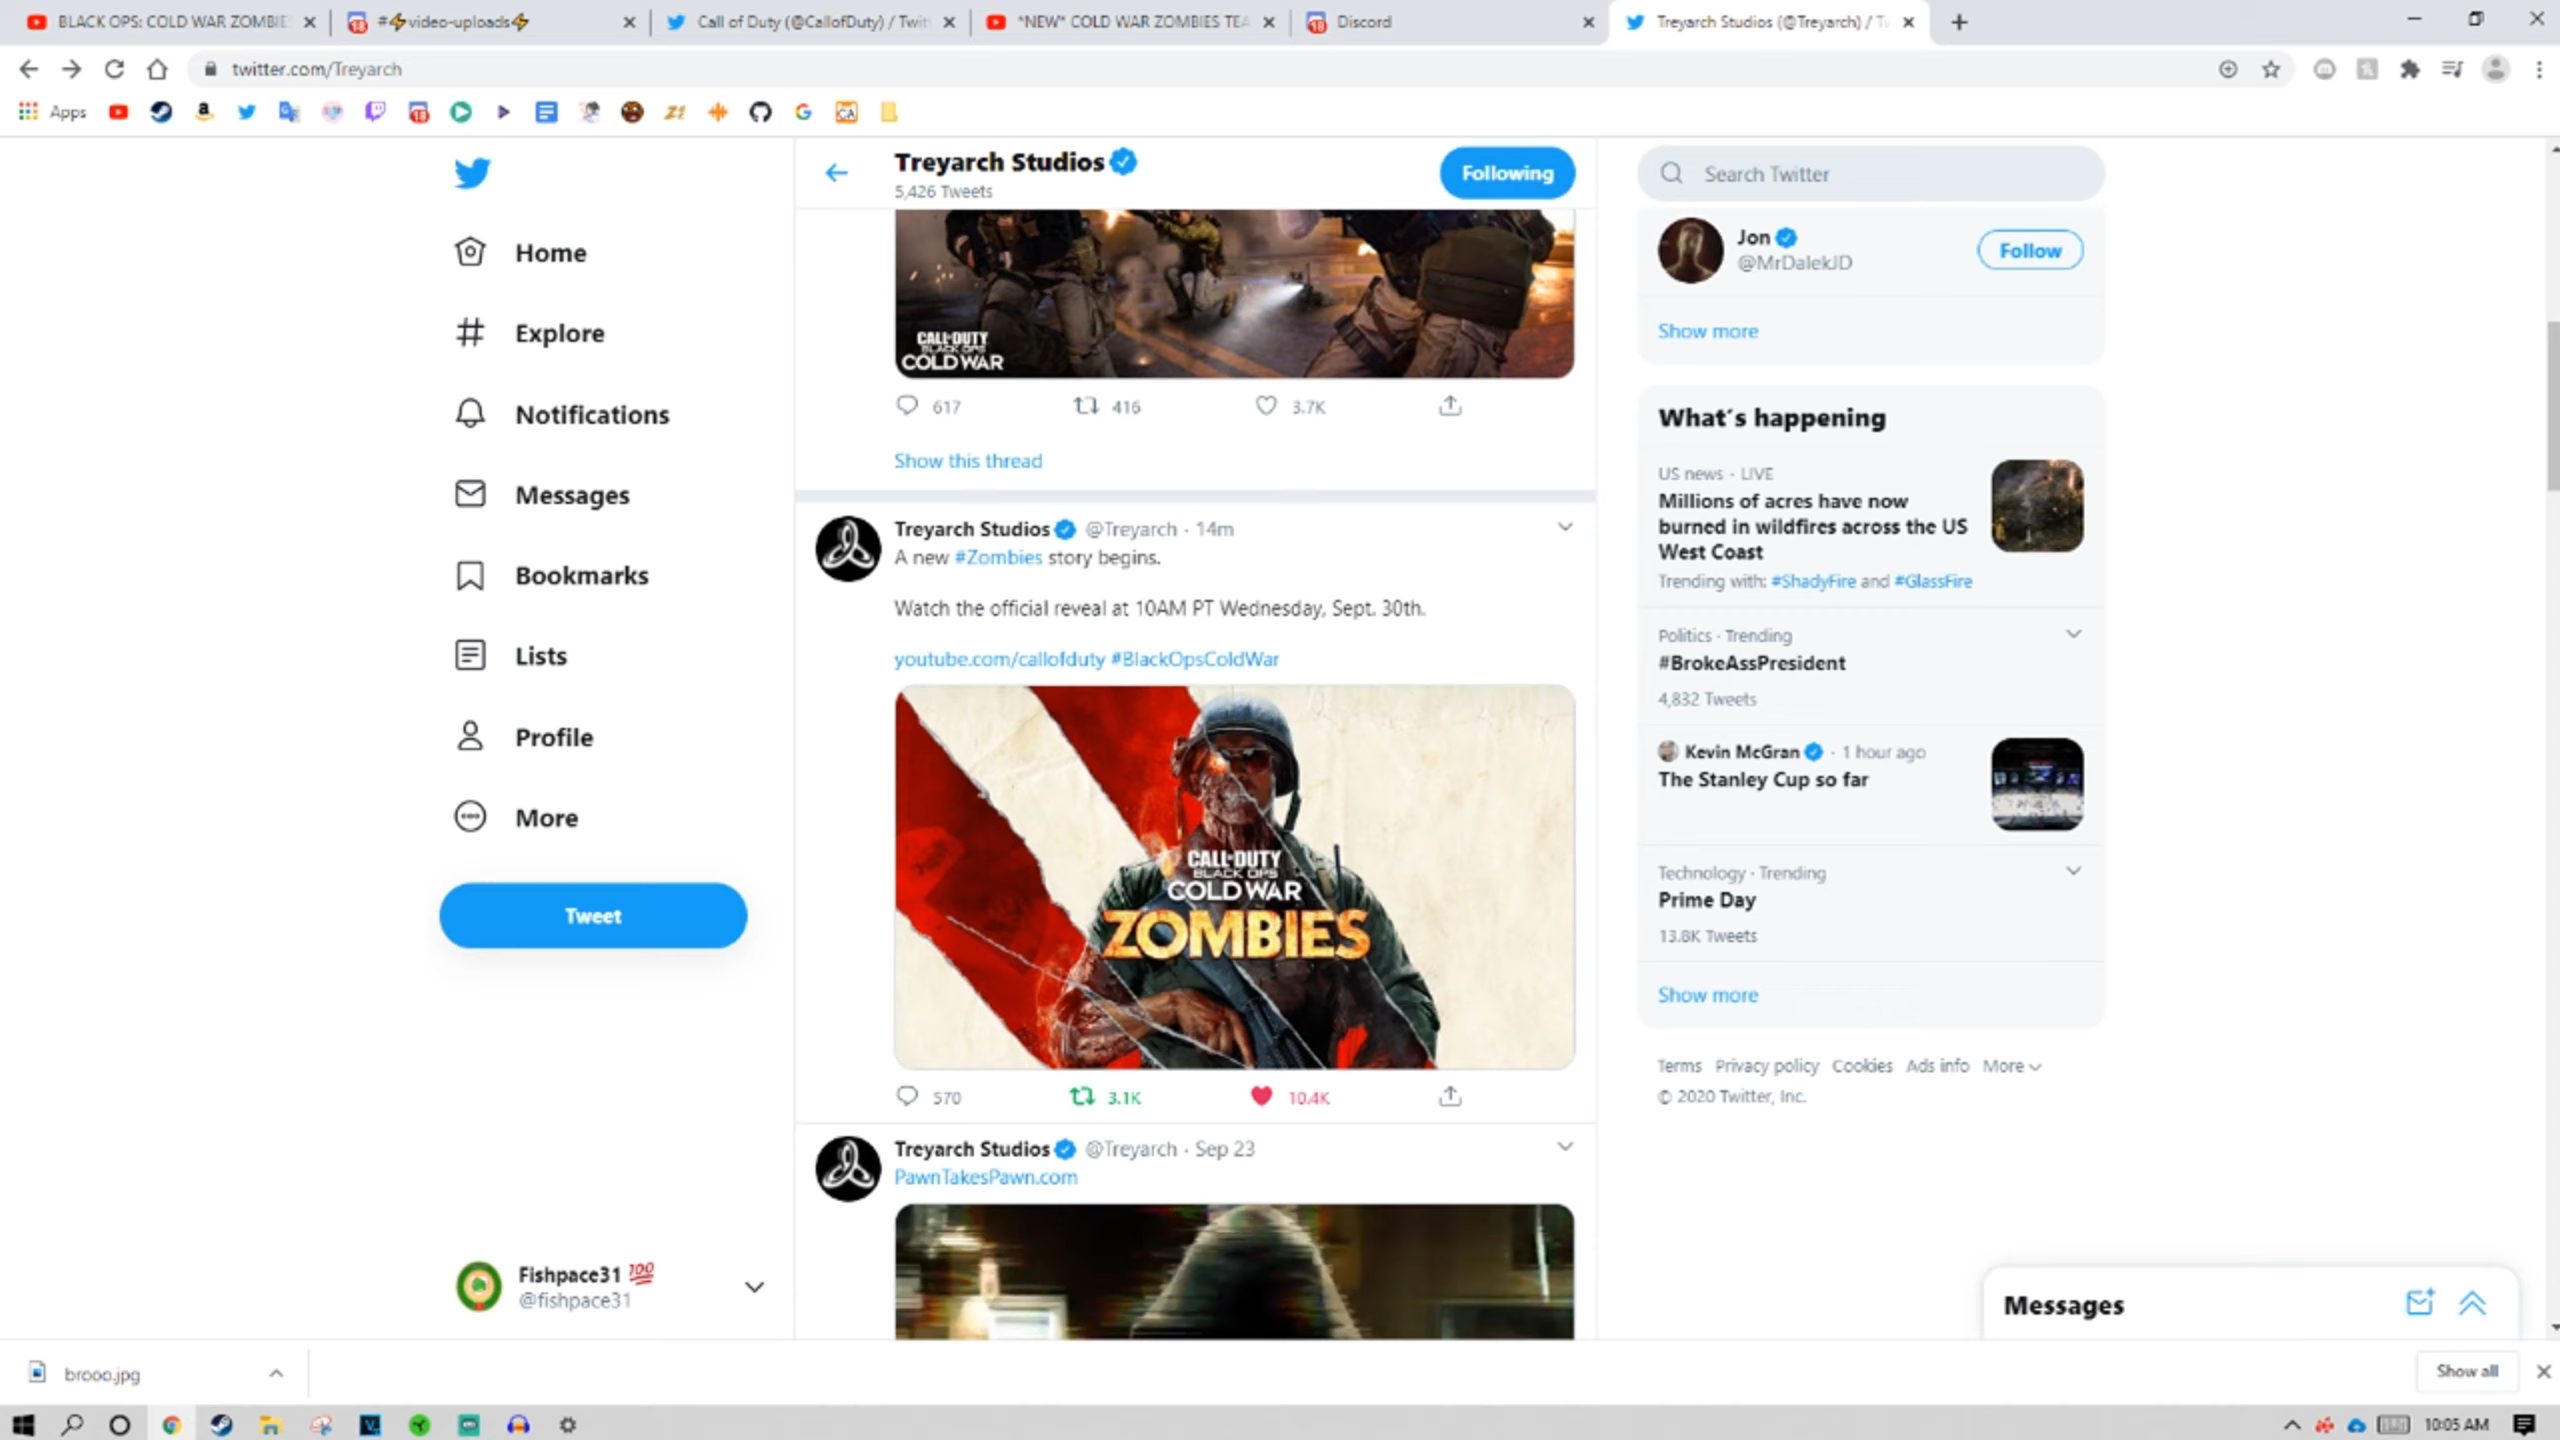 BLACK OPS: COLD WAR ZOMBIE
#⚡video-uploads⚡
Call of Duty (@CallofDuty) / Twit
*NEW* COLD WAR ZOMBIES TEA
Discord
Treyarch Studios (@Treyarch) / Tw
twitter.com/Treyarch
Apps
Treyarch Studios
5,426 Tweets
Following
Search Twitter
Home
Explore
Notifications
Messages
Bookmarks
Lists
Profile
More
Tweet
Fishpace31 💯
@fishpace31
CALL OF DUTY
BLACK OPS
COLD WAR
617
416
3.7K
Show this thread
Treyarch Studios @Treyarch · 14m
A new #Zombies story begins.
Watch the official reveal at 10AM PT Wednesday, Sept. 30th.
youtube.com/callofduty #BlackOpsColdWar
CALL OF DUTY
BLACK OPS
COLD WAR
ZOMBIES
570
3.1K
10.4K
Treyarch Studios @Treyarch · Sep 23
PawnTakesPawn.com
Jon
@MrDalekJD
Follow
Show more
What's happening
US news · LIVE
Millions of acres have now
burned in wildfires across the US
West Coast
Trending with: #ShadyFire and #GlassFire
Politics · Trending
#BrokeAssPresident
4,832 Tweets
Kevin McGran · 1 hour ago
The Stanley Cup so far
Technology · Trending
Prime Day
13.8K Tweets
Show more
Terms Privacy policy Cookies Ads info More
© 2020 Twitter, Inc.
Messages
brooo.jpg
Show all
10:05 AM